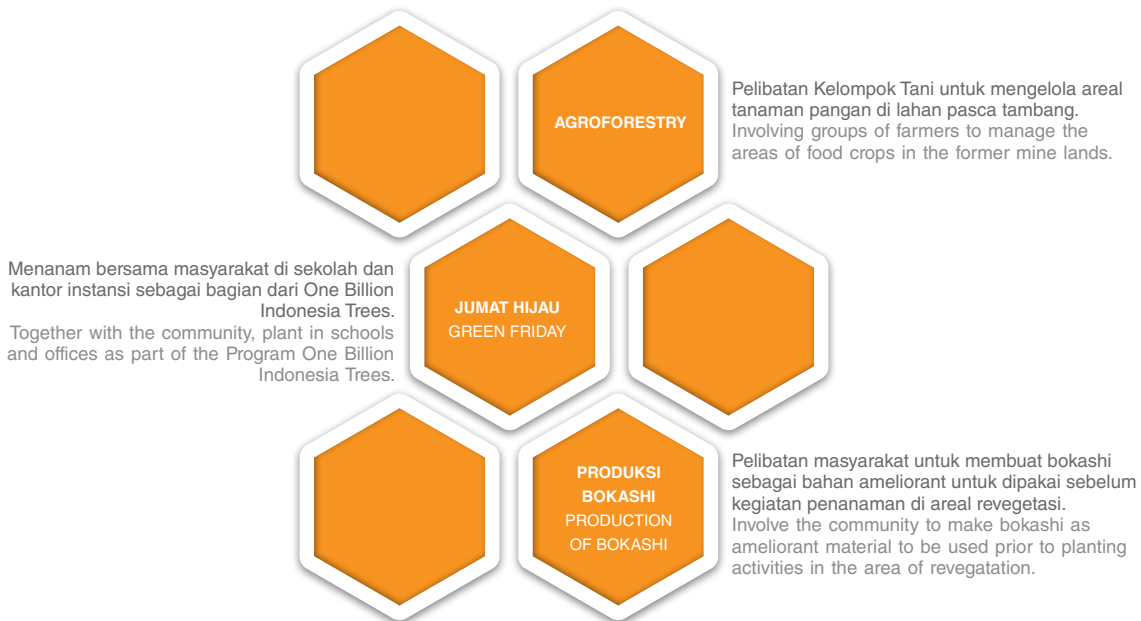 AGROFORESTRY
Pelibatan Kelompok Tani untuk mengelola areal
tanaman pangan di lahan pasca tambang.
Involving groups of farmers to manage the
areas of food crops in the former mine lands.
Menanam bersama masyarakat di sekolah dan
kantor instansi sebagai bagian dari One Billion
Indonesia Trees.
Together with the community, plant in schools
and offices as part of the Program One Billion
Indonesia Trees.
JUMAT HIJAU
GREEN FRIDAY
PRODUKSI
BOKASHI
PRODUCTION
OF BOKASHI
Pelibatan masyarakat untuk membuat bokashi
sebagai bahan ameliorant untuk dipakai sebelum
kegiatan penanaman di areal revegetasi.
Involve the community to make bokashi as
ameliorant material to be used prior to planting
activities in the area of revegatation.